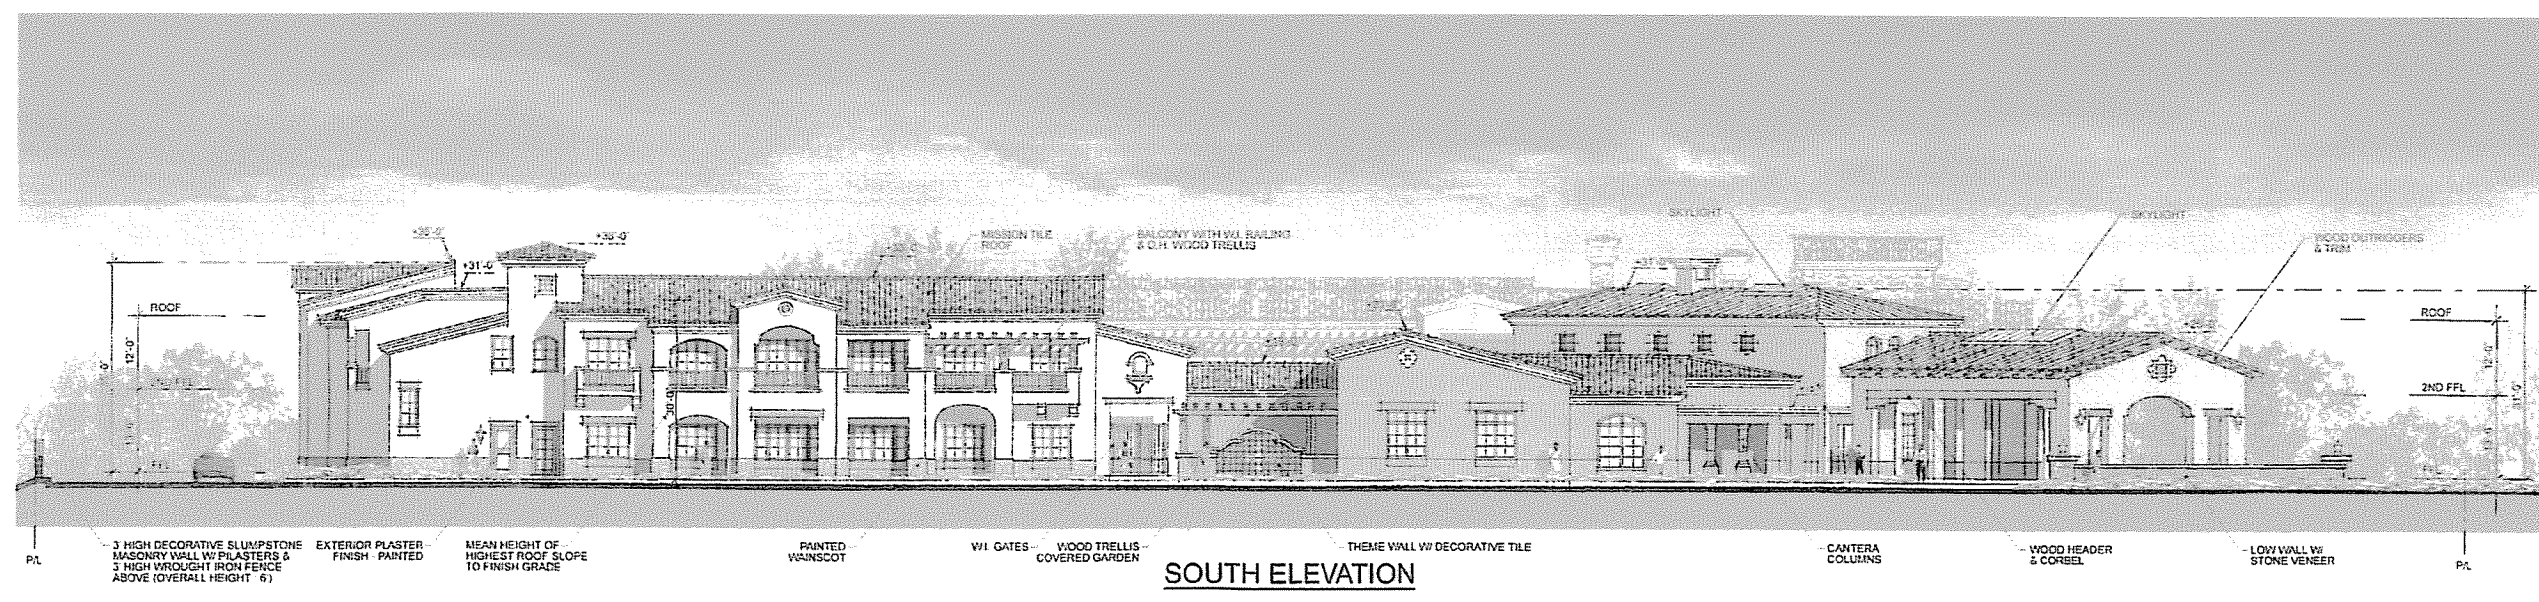 SKYLIGHT
SKYLIGHT
+35'-0"
+35'-0"
MISSION TILE
ROOF
BALCONY WITH W.I. RAILING
& O.H. WOOD TRELLIS
WOOD OUTRIGGERS
& TRIM
+31'-0"
ROOF
12'-0"
ROOF
12'-0"
2ND FFL
P/L
3' HIGH DECORATIVE SLUMPSTONE
MASONRY WALL W/ PILASTERS &
3' HIGH WROUGHT IRON FENCE
ABOVE (OVERALL HEIGHT - 6')
EXTERIOR PLASTER
FINISH - PAINTED
MEAN HEIGHT OF
HIGHEST ROOF SLOPE
TO FINISH GRADE
PAINTED
WAINSCOT
W.I. GATES
WOOD TRELLIS
COVERED GARDEN
THEME WALL W/ DECORATIVE TILE
CANTERA
COLUMNS
WOOD HEADER
& CORBEL
LOW WALL W/
STONE VENEER
P/L
SOUTH ELEVATION